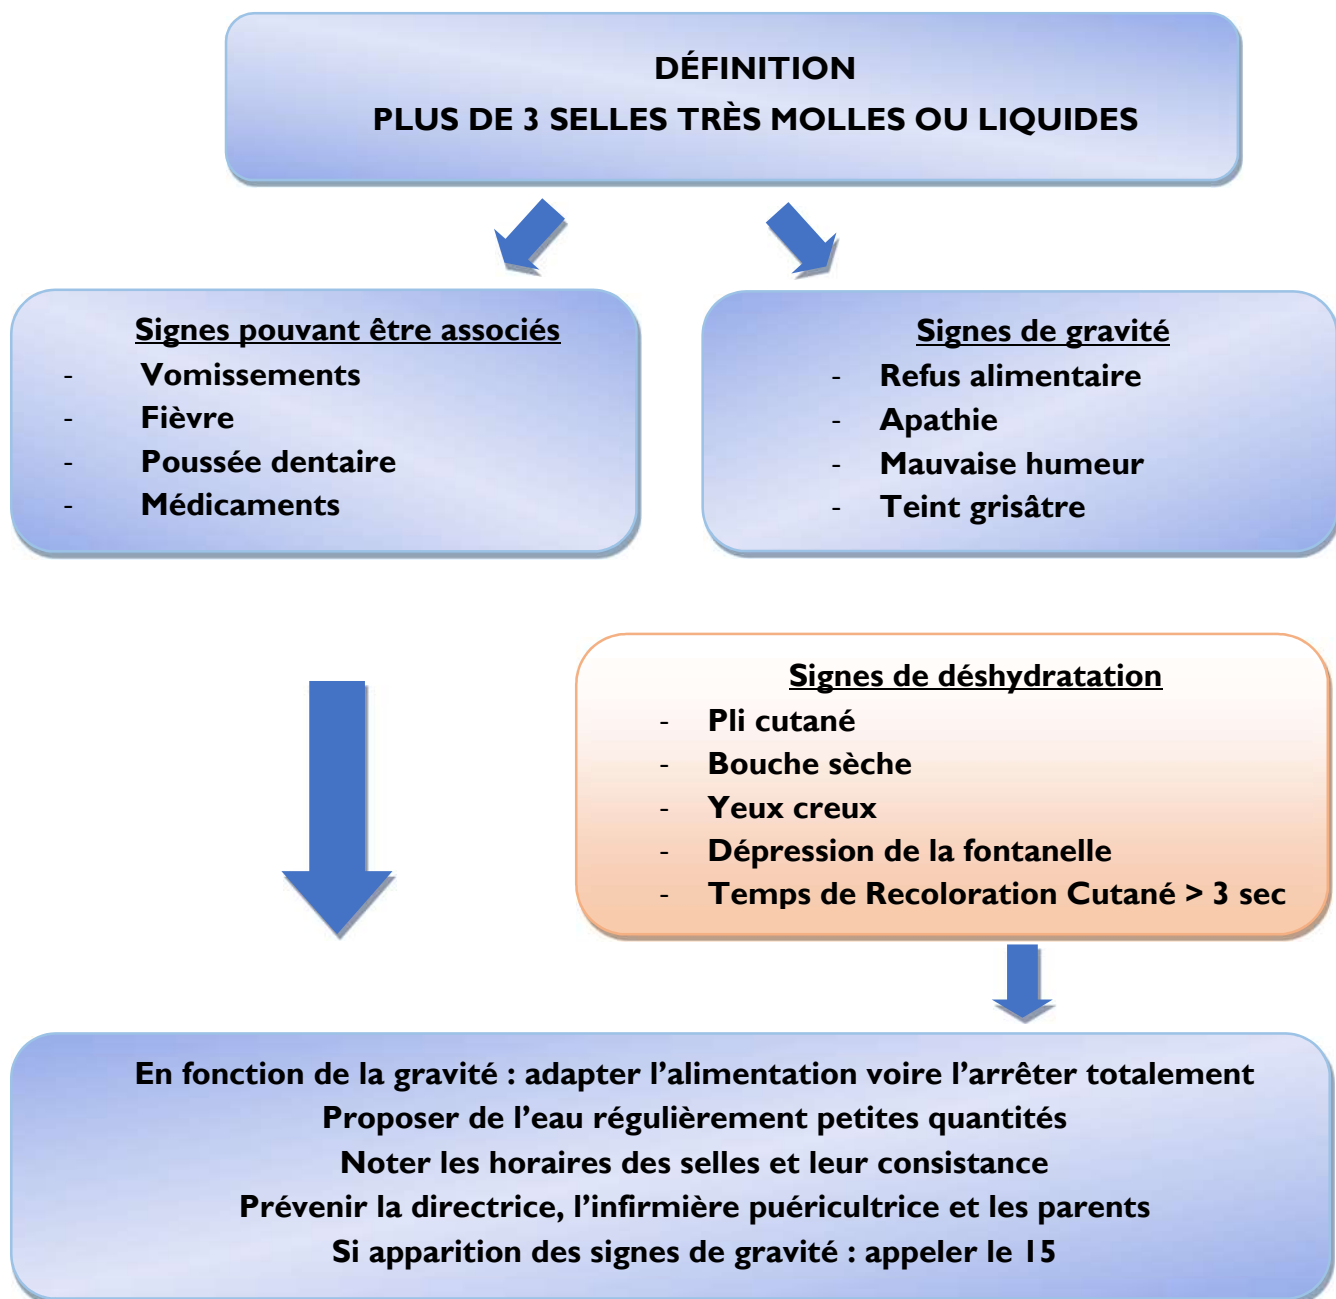 DÉFINITION
PLUS DE 3 SELLES TRÈS MOLLES OU LIQUIDES
Signes pouvant être associés
- Vomissements
- Fièvre
- Poussée dentaire
- Médicaments
Signes de gravité
- Refus alimentaire
- Apathie
- Mauvaise humeur
- Teint grisâtre
Signes de déshydratation
- Pli cutané
- Bouche sèche
- Yeux creux
- Dépression de la fontanelle
- Temps de Recoloration Cutané > 3 sec
En fonction de la gravité : adapter l’alimentation voire l’arrêter totalement
Proposer de l’eau régulièrement petites quantités
Noter les horaires des selles et leur consistance
Prévenir la directrice, l’infirmière puéricultrice et les parents
Si apparition des signes de gravité : appeler le 15